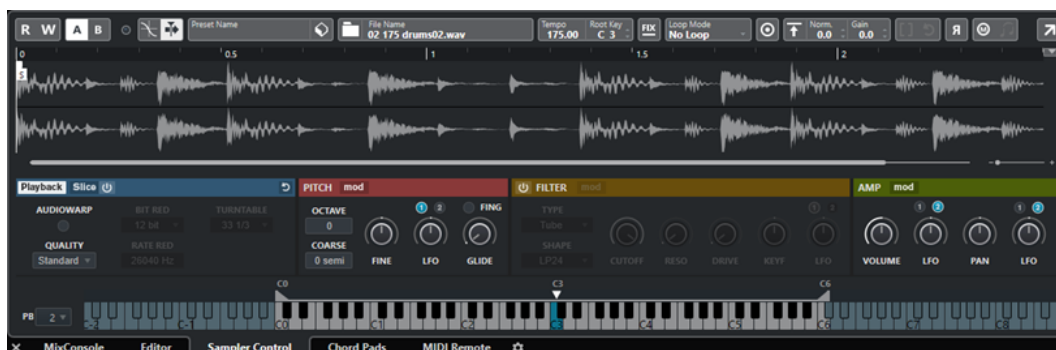 R W A B Preset Name File Name Tempo Root Key FIX Loop Mode Norm. Gain
02 175 drums02.wav 175.00 C 3 No Loop 0.0 0.0
0 0.5 1 1.5 2
S
Playback Slice PITCH mod FILTER mod AMP mod
AUDIOWARP BIT RED TURNTABLE OCTAVE 1 2 FING TYPE 1 2 1 2 1 2
12 bit 33 1/3 0 Tube
QUALITY RATE RED COARSE SHAPE
Standard 26040 Hz 0 semi FINE LFO GLIDE LP24 CUTOFF RESO DRIVE KEYF LFO VOLUME LFO PAN LFO
C0 C3 C6
PB 2 C-2 C-1 C0 C1 C2 C3 C4 C5 C6 C7 C8
MixConsole Editor Sampler Control Chord Pads MIDI Remote